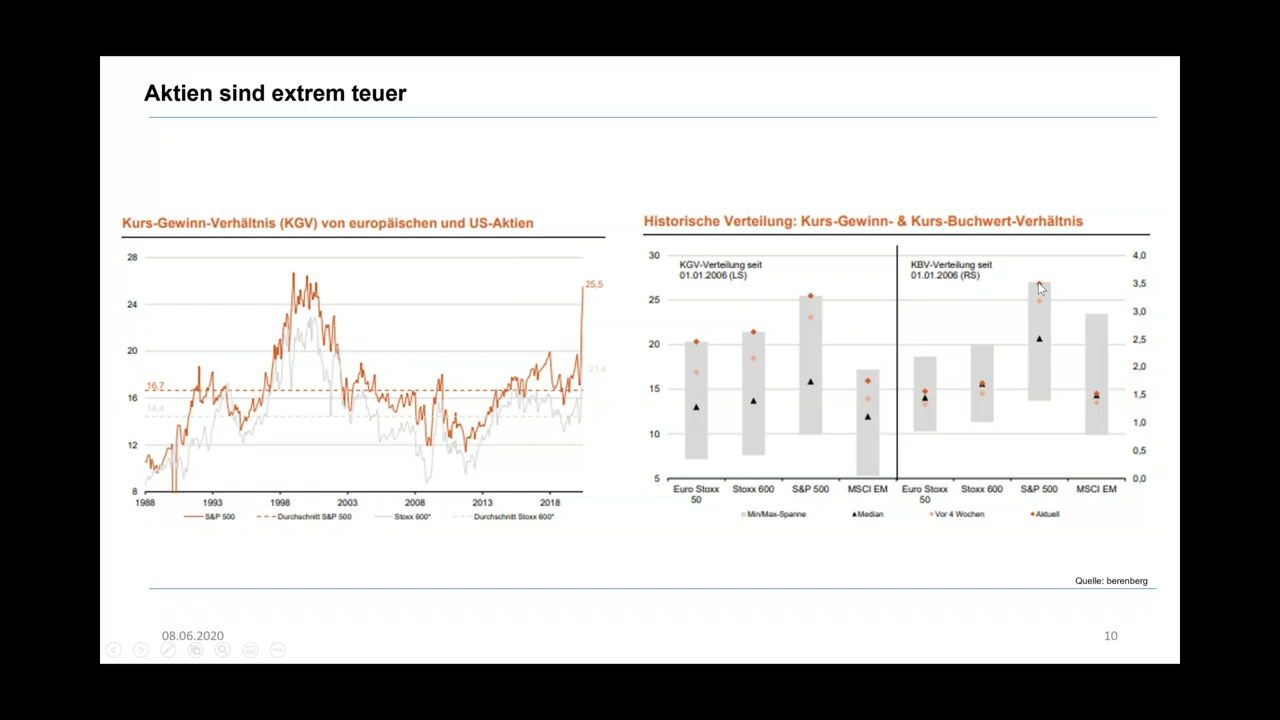 Aktien sind extrem teuer
Kurs-Gewinn-Verhältnis (KGV) von europäischen und US-Aktien
28
24
20
16
12
8
25,5
21,4
16,7
14,4
1988 1993 1998 2003 2008 2013 2018
S&P 500 Durchschnitt S&P 500 Stoxx 600* Durchschnitt Stoxx 600*
Historische Verteilung: Kurs-Gewinn- & Kurs-Buchwert-Verhältnis
30
25
20
15
10
5
KGV-Verteilung seit
01.01.2006 (LS)
KBV-Verteilung seit
01.01.2006 (RS)
4,0
3,5
3,0
2,5
2,0
1,5
1,0
0,5
0,0
Euro Stoxx 50 Stoxx 600 S&P 500 MSCI EM Euro Stoxx 50 Stoxx 600 S&P 500 MSCI EM
Min/Max-Spanne Median Vor 4 Wochen Aktuell
Quelle: berenberg
08.06.2020
10